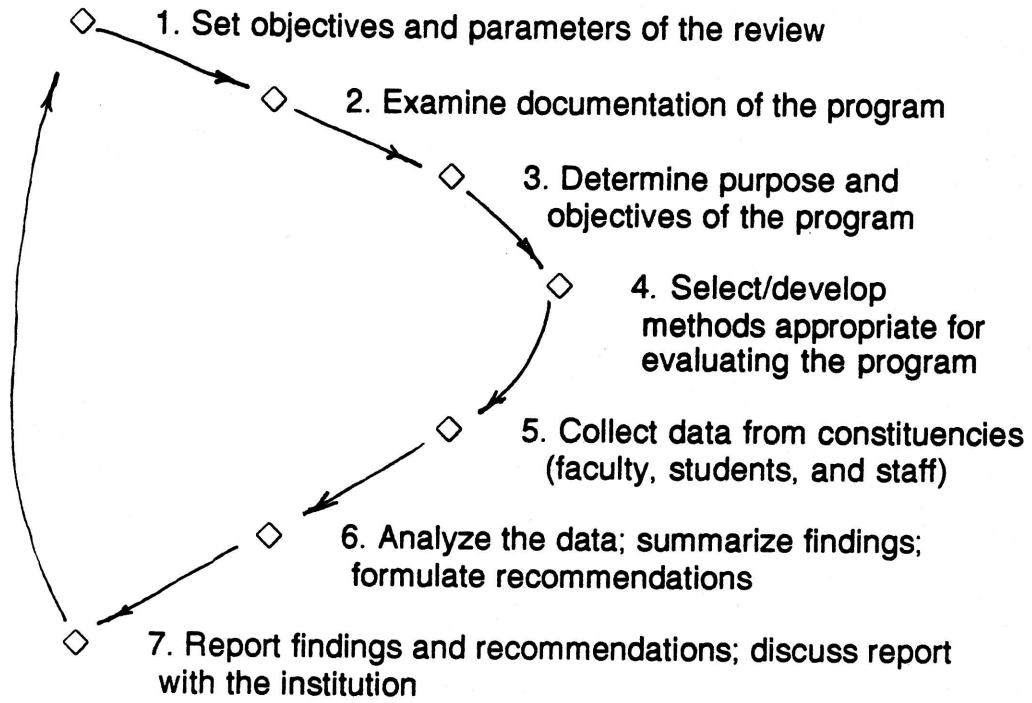 1. Set objectives and parameters of the review
2. Examine documentation of the program
3. Determine purpose and
objectives of the program
4. Select/develop
methods appropriate for
evaluating the program
5. Collect data from constituencies
(faculty, students, and staff)
6. Analyze the data; summarize findings;
formulate recommendations
7. Report findings and recommendations; discuss report
with the institution